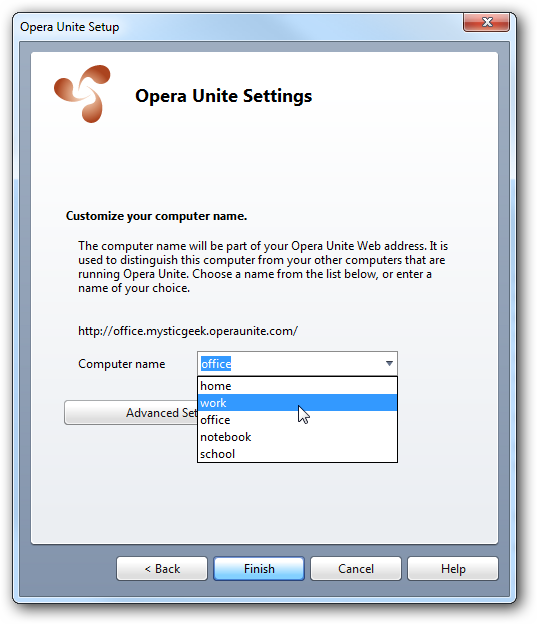 Opera Unite Setup
Opera Unite Settings
Customize your computer name.
The computer name will be part of your Opera Unite Web address. It is
used to distinguish this computer from your other computers that are
running Opera Unite. Choose a name from the list below, or enter a
name of your choice.
http://office.mysticgeek.operaunite.com/
Computer name office
home
work
Advanced Set
office
notebook
school
< Back Finish Cancel Help